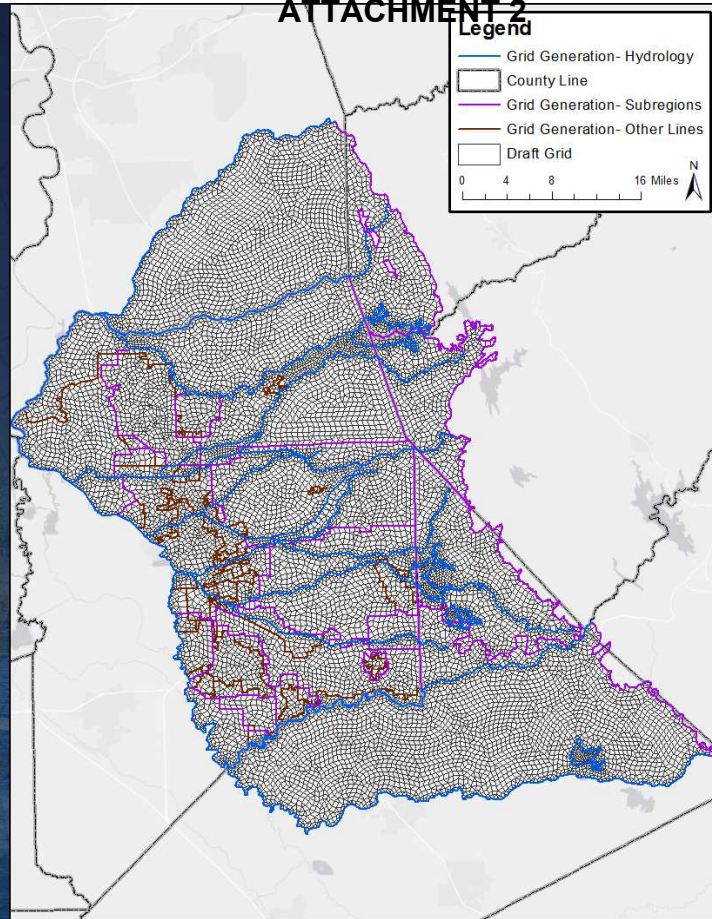 ATTACHMENT 2
Legend
Grid Generation- Hydrology
County Line
Grid Generation- Subregions
Grid Generation- Other Lines
Draft Grid
0 4 8 16 Miles
N